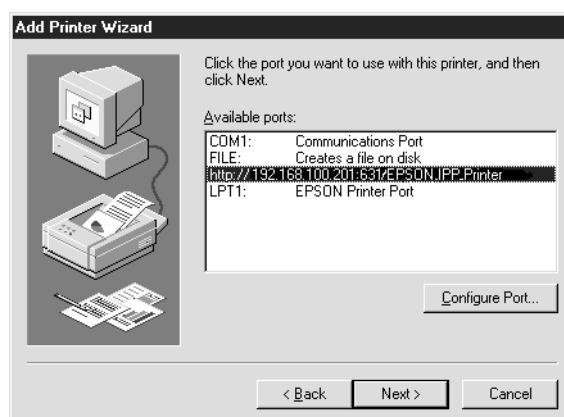 Add Printer Wizard
Click the port you want to use with this printer, and then
click Next.
Available ports:
COM1: Communications Port
FILE: Creates a file on disk
http://192.168.100.201:631/EPSON_IPP_Printer
LPT1: EPSON Printer Port
Configure Port...
< Back Next > Cancel